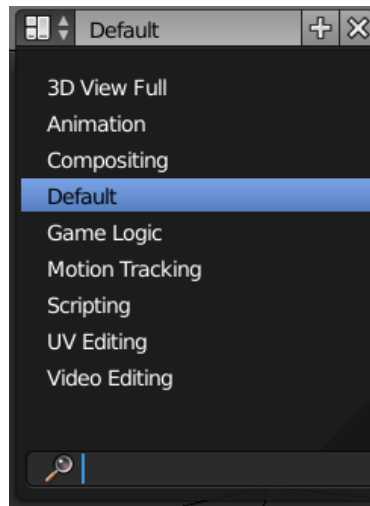 Default
3D View Full
Animation
Compositing
Default
Game Logic
Motion Tracking
Scripting
UV Editing
Video Editing